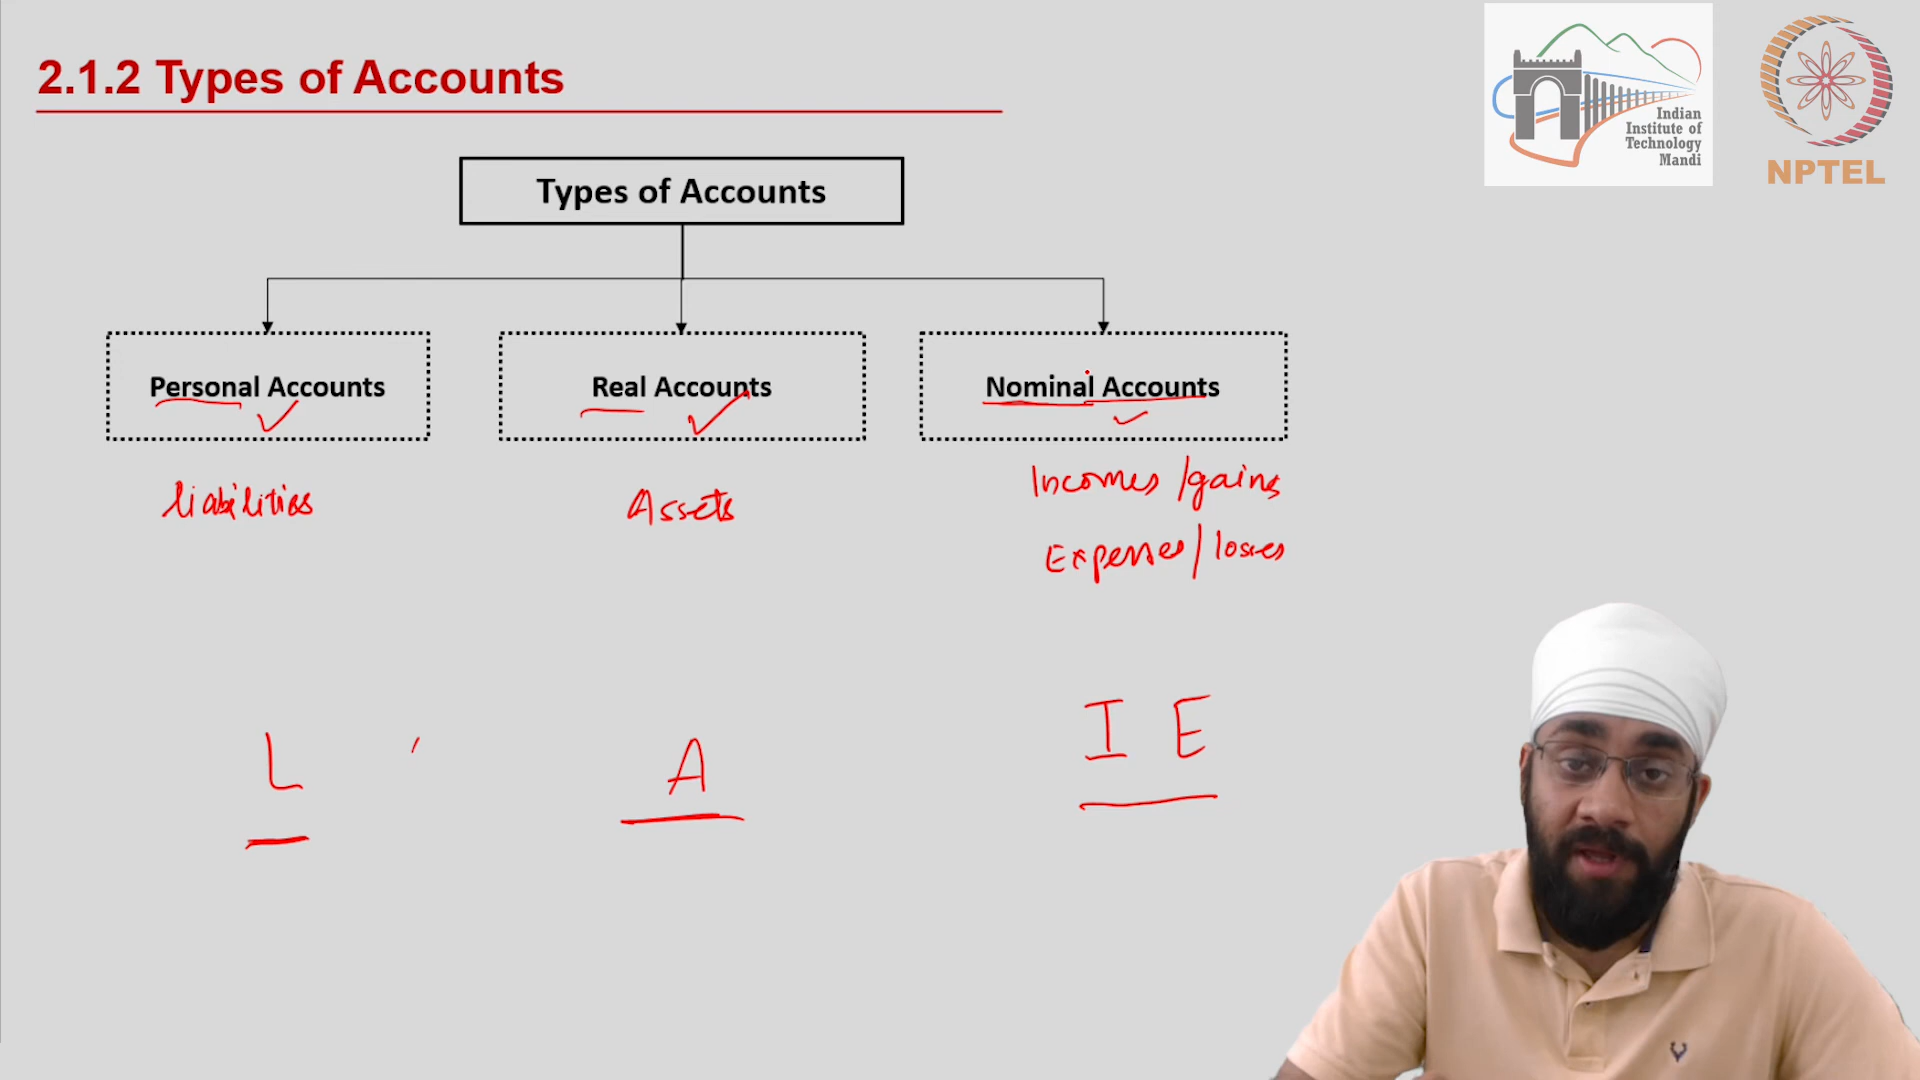 2.1.2 Types of Accounts
Indian
Institute of
Technology
Mandi
NPTEL
Types of Accounts
Personal Accounts
Real Accounts
Nominal Accounts
liabilities
Assets
Incomes /gains
Expenses/losses
L
A
I E